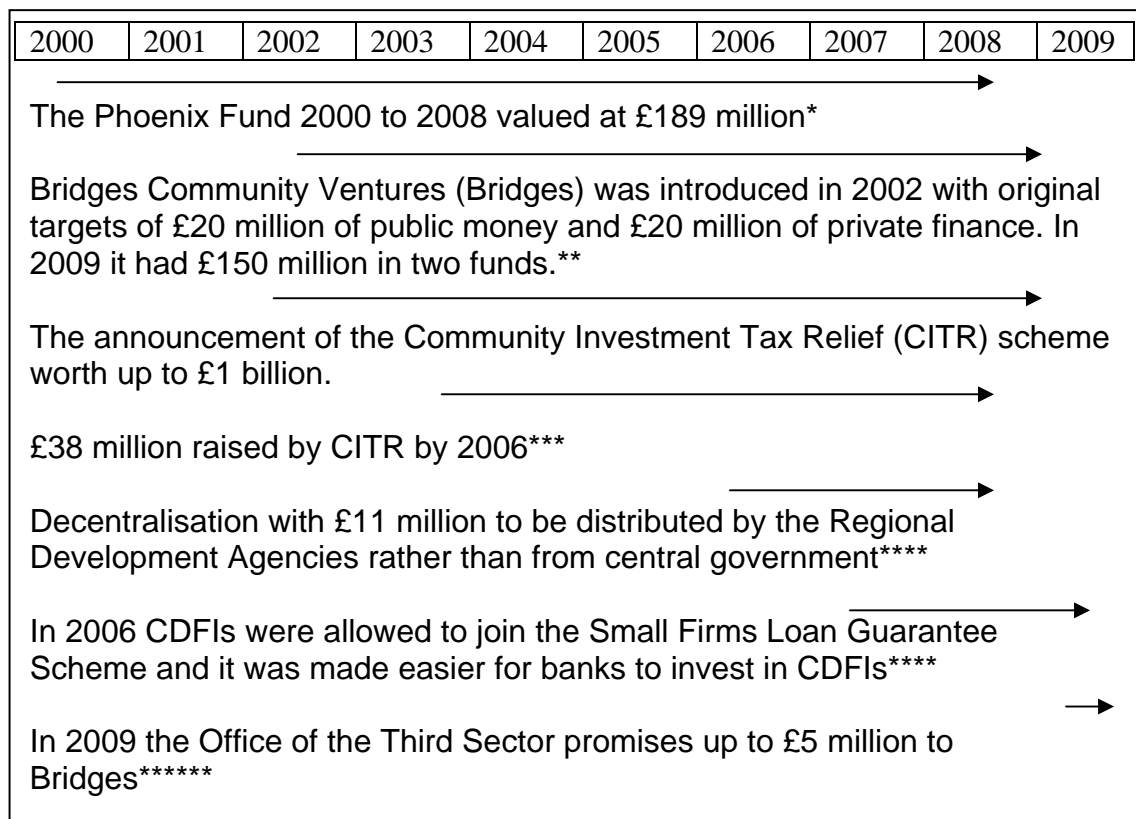 2000 2001 2002 2003 2004 2005 2006 2007 2008 2009
The Phoenix Fund 2000 to 2008 valued at £189 million*
Bridges Community Ventures (Bridges) was introduced in 2002 with original
targets of £20 million of public money and £20 million of private finance. In
2009 it had £150 million in two funds.**
The announcement of the Community Investment Tax Relief (CITR) scheme
worth up to £1 billion.
£38 million raised by CITR by 2006***
Decentralisation with £11 million to be distributed by the Regional
Development Agencies rather than from central government****
In 2006 CDFIs were allowed to join the Small Firms Loan Guarantee
Scheme and it was made easier for banks to invest in CDFIs****
In 2009 the Office of the Third Sector promises up to £5 million to
Bridges******